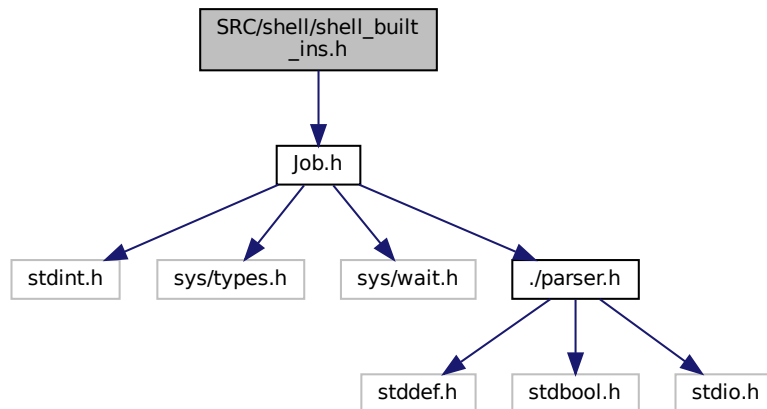 SRC/shell/shell_built
_ins.h
Job.h
stdint.h
sys/types.h
sys/wait.h
./parser.h
stddef.h
stdbool.h
stdio.h